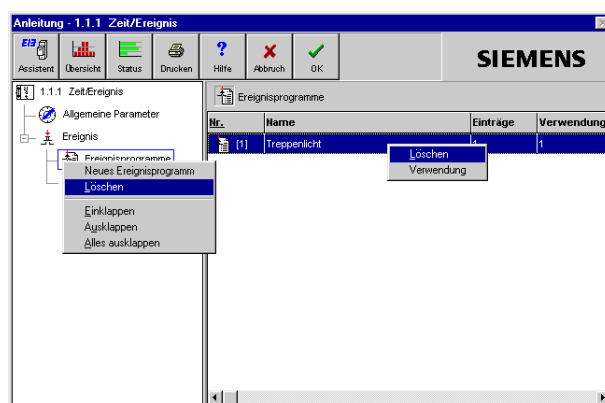 Anleitung - 1.1.1 Zeit/Ereignis
EIB
Assistent Übersicht Status Drucken Hilfe Abbruch OK
SIEMENS
1.1.1 Zeit/Ereignis
Allgemeine Parameter
Ereignis
Ereignisprogramme
Neues Ereignisprogramm
Löschen
Einklappen
Ausklappen
Alles ausklappen
Ereignisprogramme
Nr. Name Einträge Verwendung
[1] Treppenlicht 1 1
Löschen
Verwendung